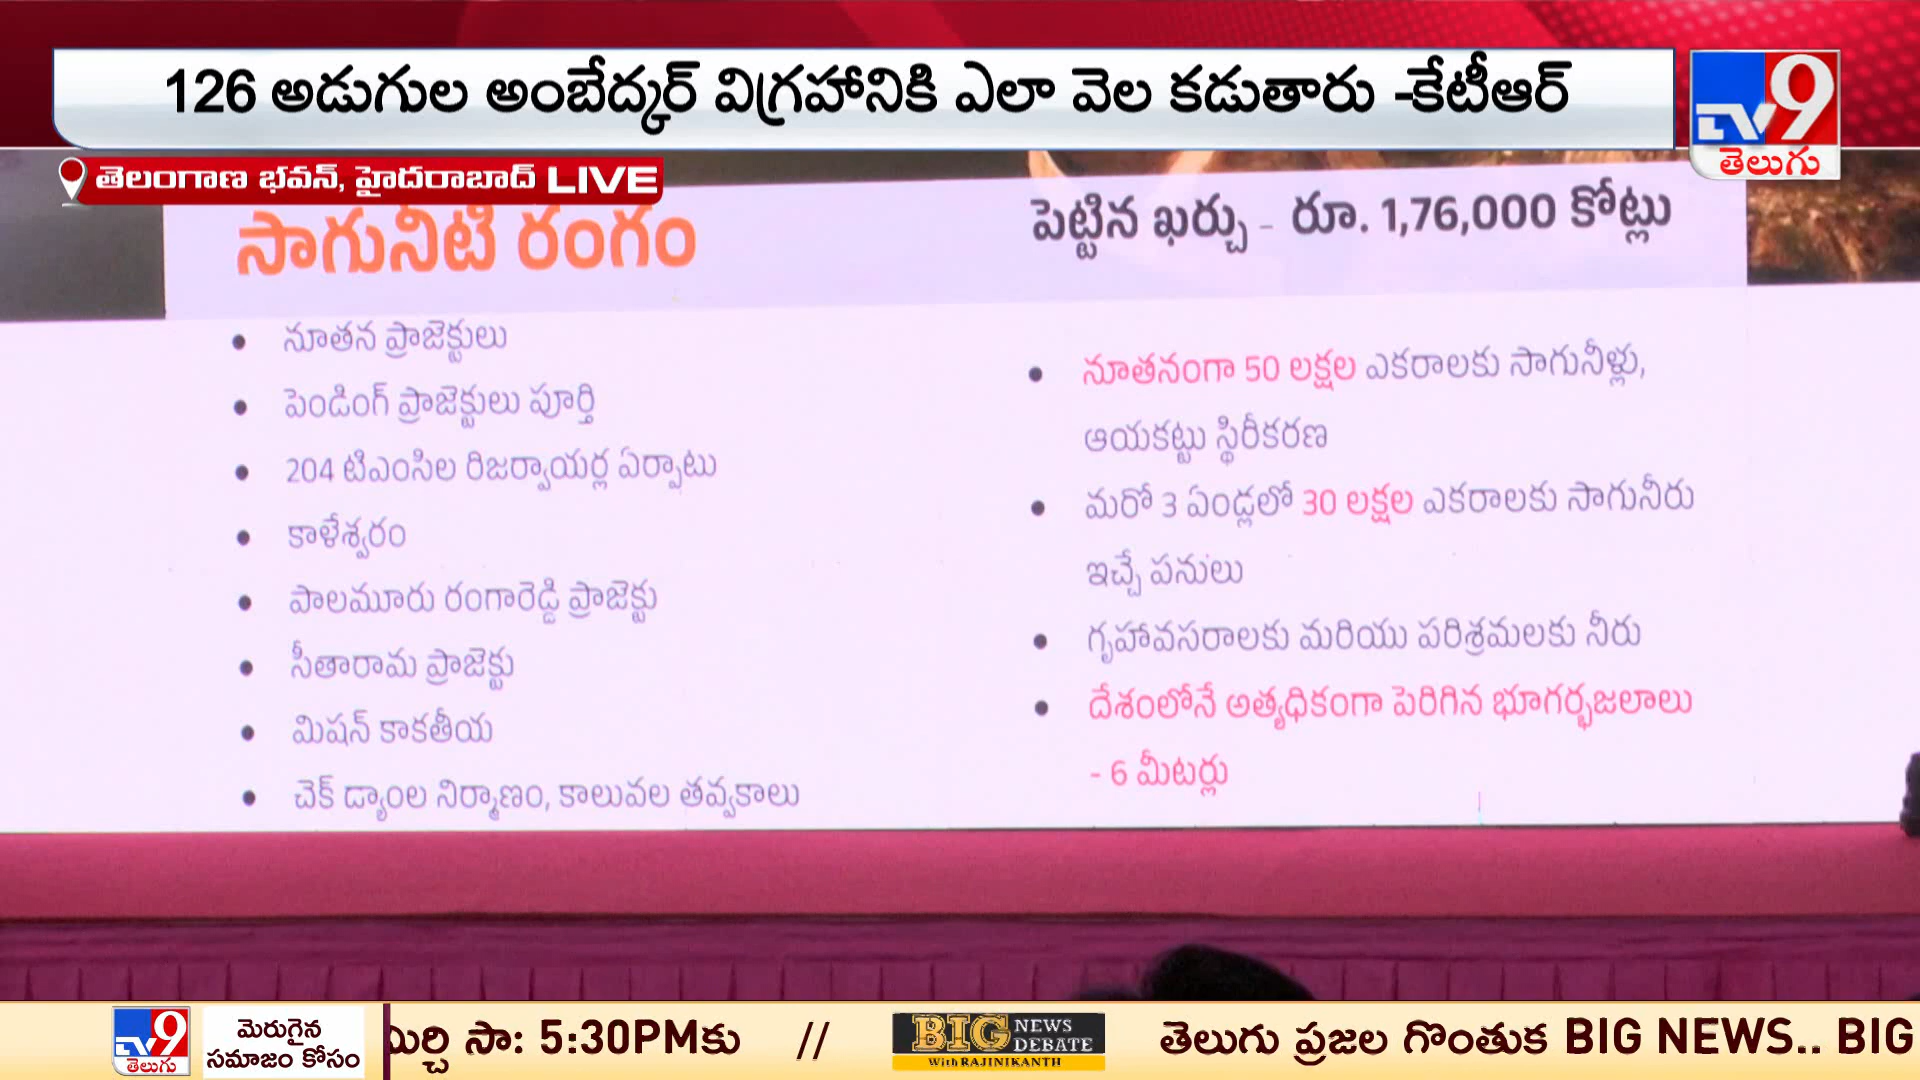 126 అడుగుల అంబేద్కర్ విగ్రహానికి ఎలా వెల కడుతారు -కేటీఆర్
TV9
తెలుగు
తెలంగాణ భవన్, హైదరాబాద్ LIVE
సాగునీటి రంగం
పెట్టిన ఖర్చు - రూ. 1,76,000 కోట్లు
నూతన ప్రాజెక్టులు
పెండింగ్ ప్రాజెక్టులు పూర్తి
204 టిఎంసిల రిజర్వాయర్ల ఏర్పాటు
కాళేశ్వరం
పాలమూరు రంగారెడ్డి ప్రాజెక్టు
సీతారామ ప్రాజెక్టు
మిషన్ కాకతీయ
చెక్ డ్యాంల నిర్మాణం, కాలువల తవ్వకాలు
నూతనంగా 50 లక్షల ఎకరాలకు సాగునీళ్లు,
ఆయకట్టు స్థిరీకరణ
మరో 3 ఏండ్లలో 30 లక్షల ఎకరాలకు సాగునీరు
ఇచ్చే పనులు
గృహావసరాలకు మరియు పరిశ్రమలకు నీరు
దేశంలోనే అత్యధికంగా పెరిగిన భూగర్భజలాలు
- 6 మీటర్లు
TV9
తెలుగు
మెరుగైన
సమాజం కోసం
మిర్చి సా: 5:30PMకు // BIG NEWS DEBATE With RAJINIKANTH తెలుగు ప్రజల గొంతుక BIG NEWS.. BIG